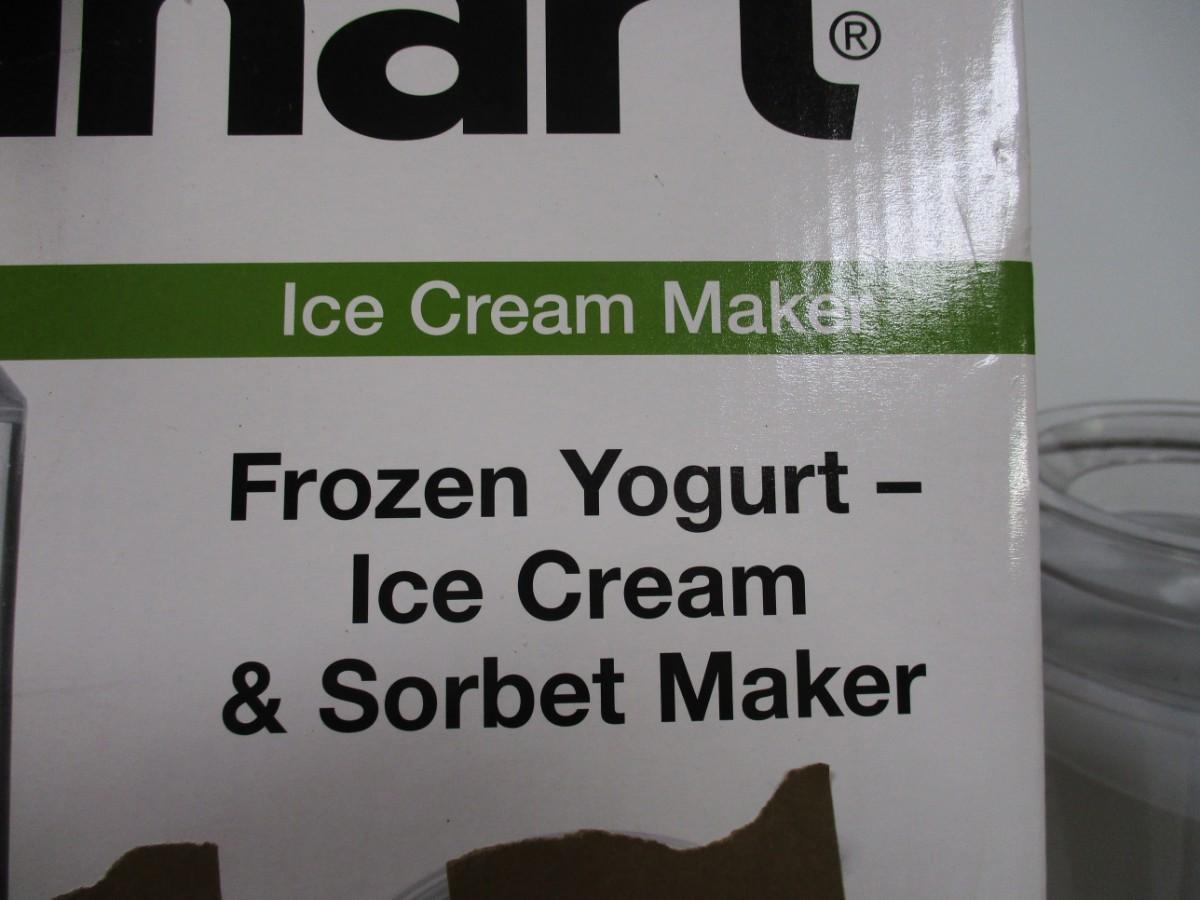 inart®
Ice Cream Maker
Frozen Yogurt –
Ice Cream
& Sorbet Maker